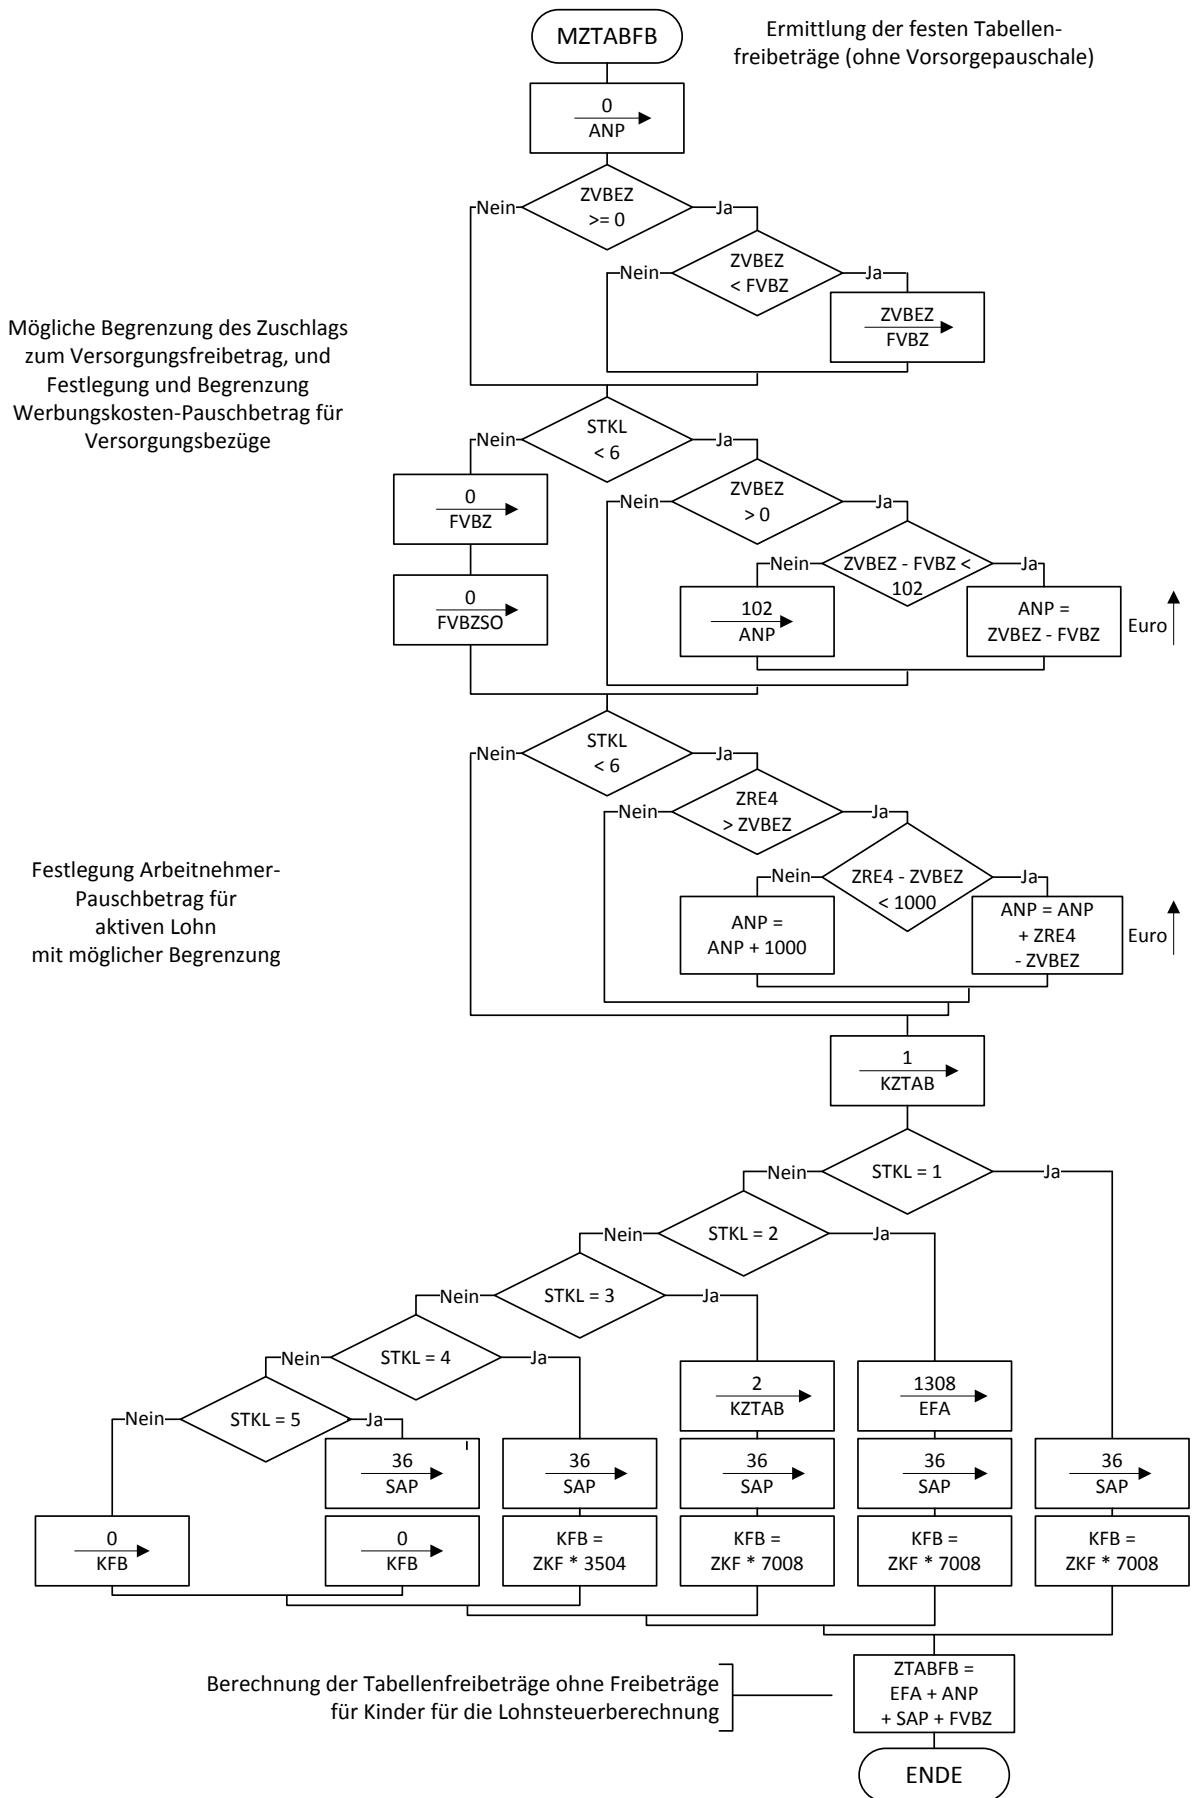 MZTABFB
Ermittlung der festen Tabellen-
freibeträge (ohne Vorsorgepauschale)
0
ANP
ZVBEZ
>= 0
Nein
Ja
ZVBEZ
< FVBZ
Nein
Ja
ZVBEZ
FVBZ
Mögliche Begrenzung des Zuschlags
zum Versorgungsfreibetrag, und
Festlegung und Begrenzung
Werbungskosten-Pauschbetrag für
Versorgungsbezüge
STKL
< 6
Nein
Ja
0
FVBZ
0
FVBZSO
ZVBEZ
> 0
Nein
Ja
ZVBEZ - FVBZ <
102
Nein
Ja
102
ANP
ANP =
ZVBEZ - FVBZ
Euro
STKL
< 6
Nein
Ja
ZRE4
> ZVBEZ
Nein
Ja
Festlegung Arbeitnehmer-
Pauschbetrag für
aktiven Lohn
mit möglicher Begrenzung
ZRE4 - ZVBEZ
< 1000
Nein
Ja
ANP =
ANP + 1000
ANP = ANP
+ ZRE4
- ZVBEZ
Euro
1
KZTAB
STKL = 1
Nein
Ja
STKL = 2
Nein
Ja
STKL = 3
Nein
Ja
STKL = 4
Nein
Ja
STKL = 5
Nein
Ja
2
KZTAB
1308
EFA
36
SAP
36
SAP
36
SAP
36
SAP
36
SAP
0
KFB
0
KFB
KFB =
ZKF * 3504
KFB =
ZKF * 7008
KFB =
ZKF * 7008
KFB =
ZKF * 7008
Berechnung der Tabellenfreibeträge ohne Freibeträge
für Kinder für die Lohnsteuerberechnung
ZTABFB =
EFA + ANP
+ SAP + FVBZ
ENDE